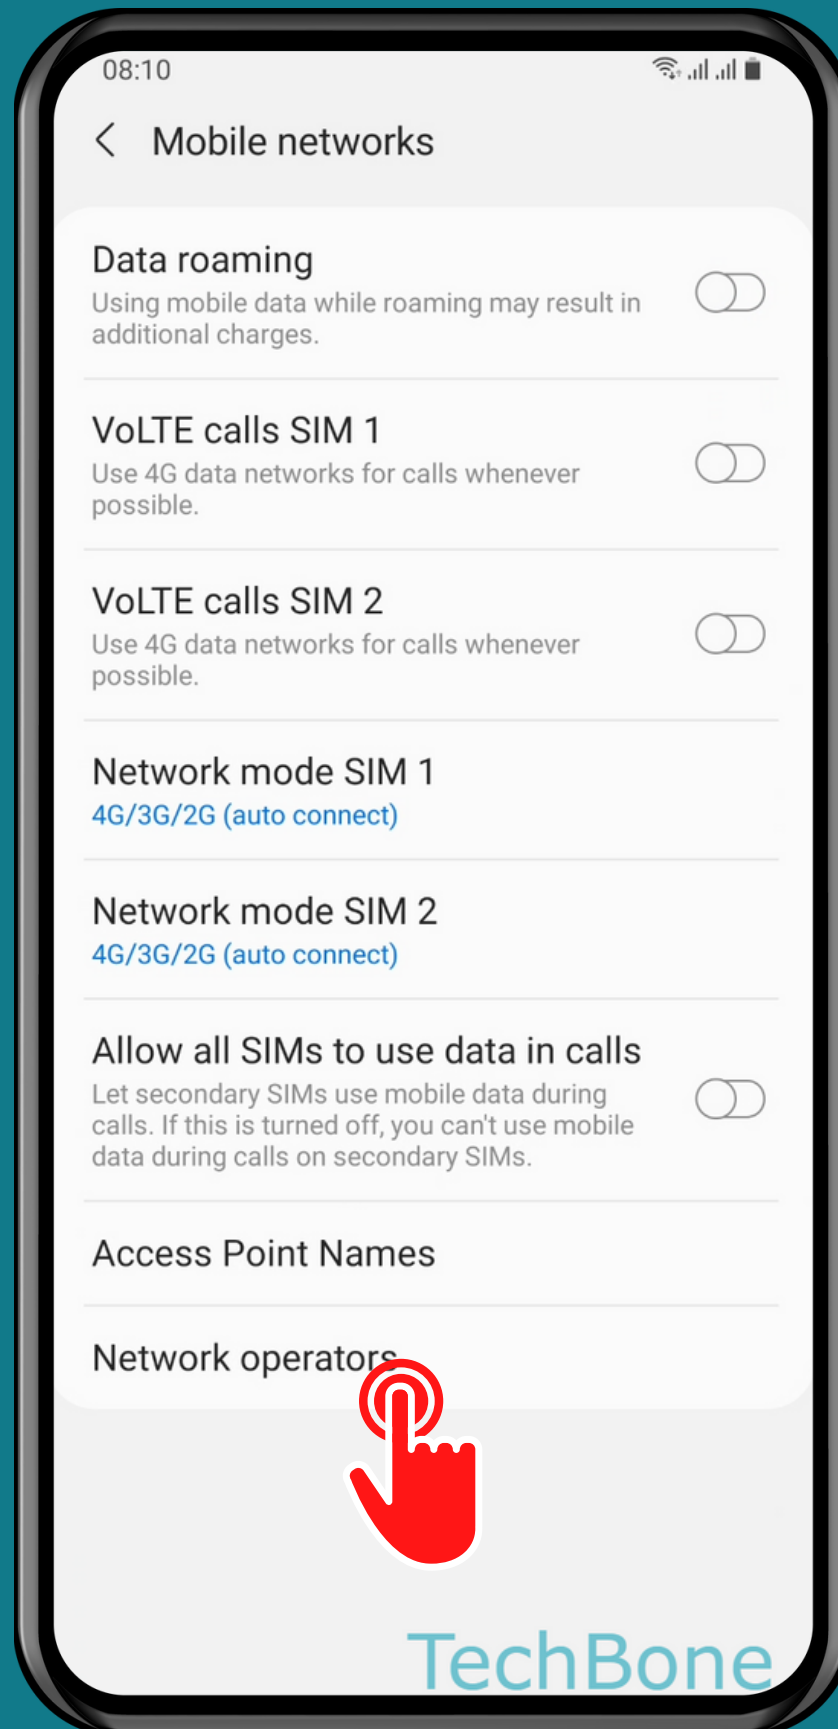 08:10
Mobile networks
Data roaming
Using mobile data while roaming may result in
additional charges.
VoLTE calls SIM 1
Use 4G data networks for calls whenever
possible.
VoLTE calls SIM 2
Use 4G data networks for calls whenever
possible.
Network mode SIM 1
4G/3G/2G (auto connect)
Network mode SIM 2
4G/3G/2G (auto connect)
Allow all SIMs to use data in calls
Let secondary SIMs use mobile data during
calls. If this is turned off, you can't use mobile
data during calls on secondary SIMs.
Access Point Names
Network operators
TechBone